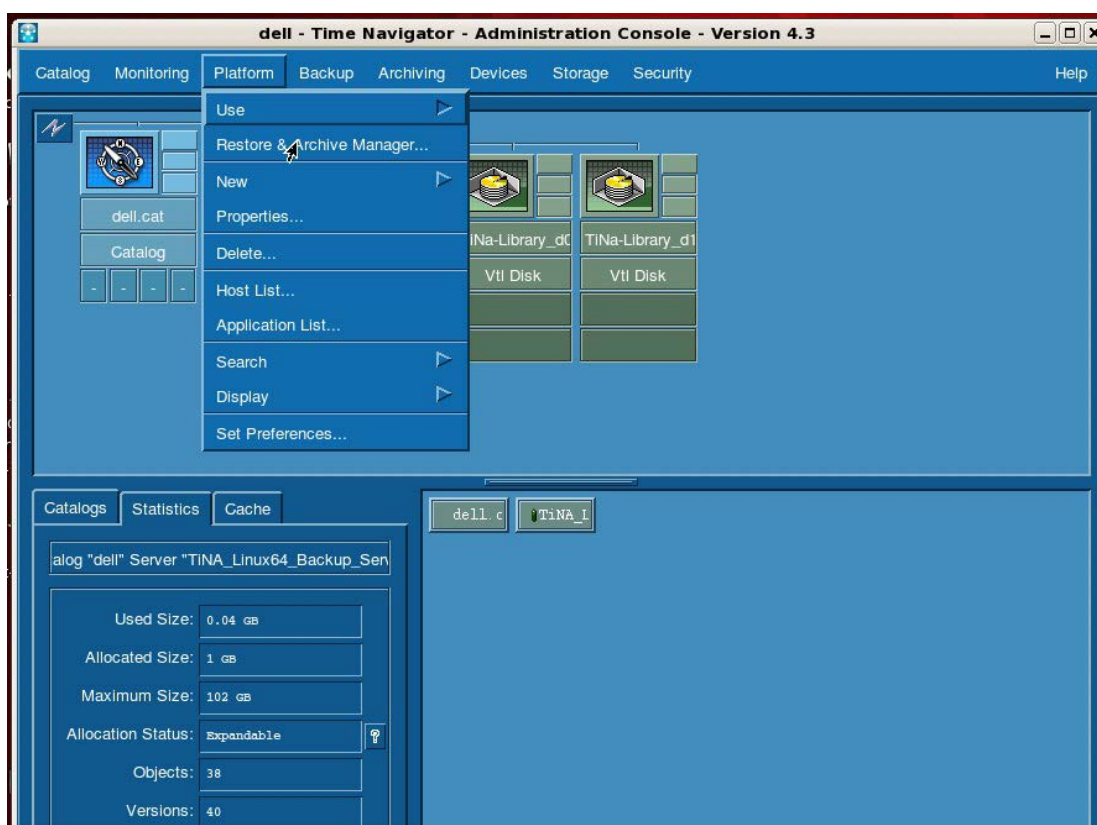 dell - Time Navigator - Administration Console - Version 4.3
Catalog Monitoring Platform Backup Archiving Devices Storage Security Help
Use
Restore & Archive Manager...
New
Properties...
Delete...
Host List...
Application List...
Search
Display
Set Preferences...
dell.cat
Catalog
- - - -
iNa-Library_d0 TiNa-Library_d1
Vtl Disk Vtl Disk
Catalogs Statistics Cache
alog "dell" Server "TiNA_Linux64_Backup_Serv
Used Size: 0.04 GB
Allocated Size: 1 GB
Maximum Size: 102 GB
Allocation Status: Expandable ?
Objects: 38
Versions: 40
dell.c TiNA_L